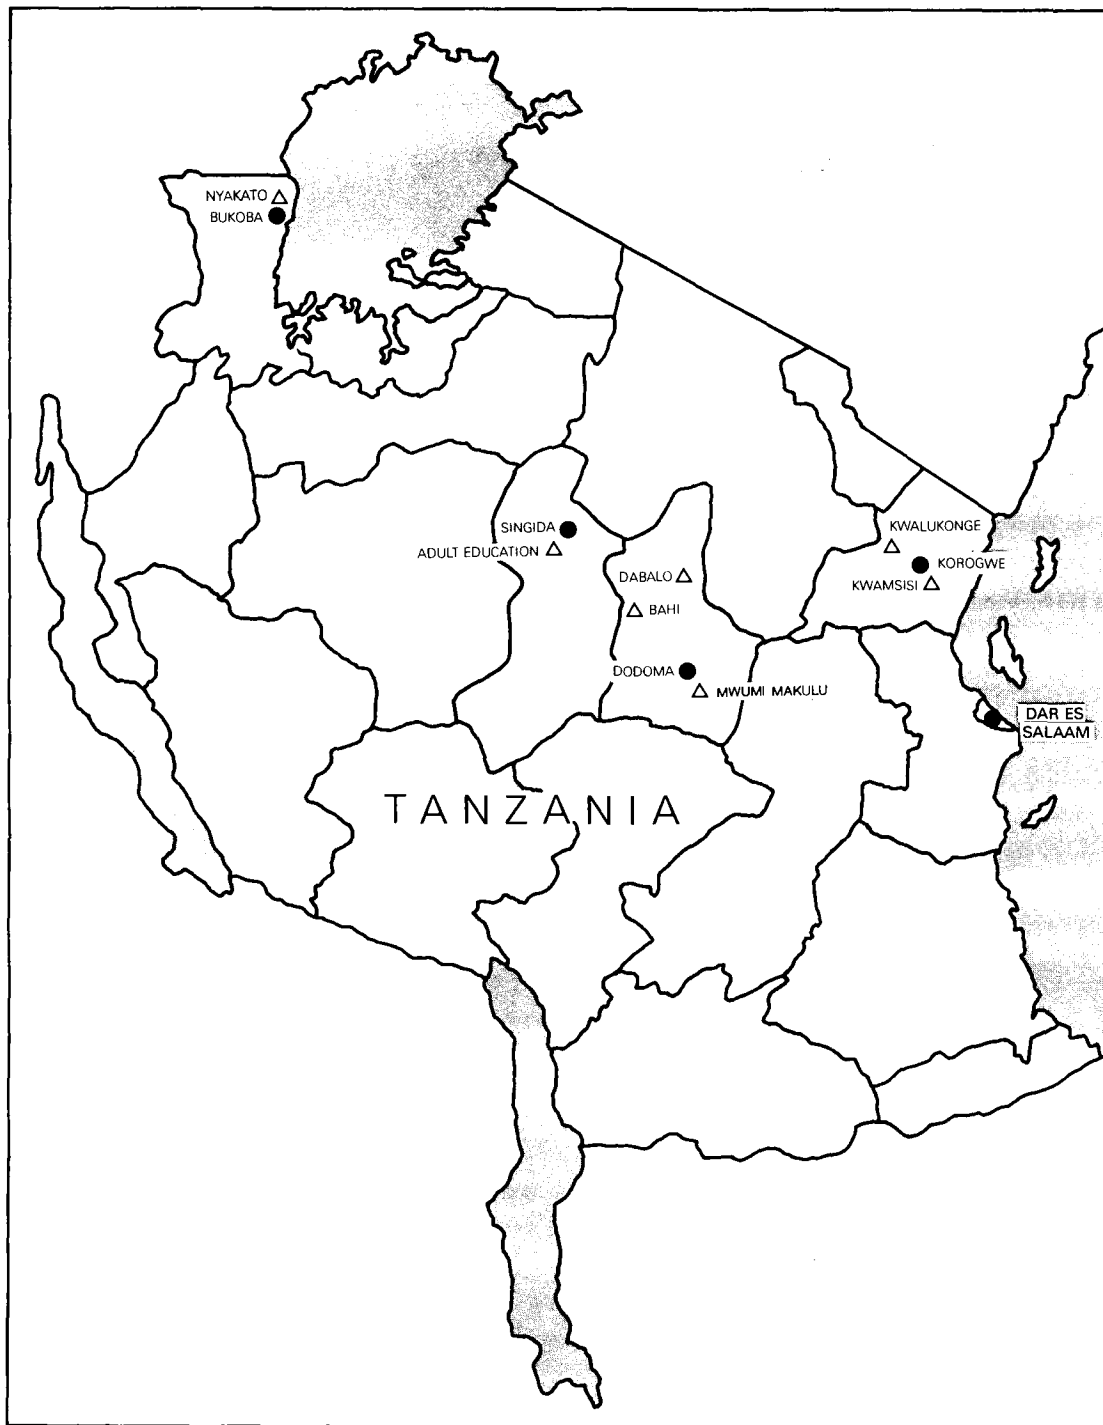 NYAKATO
BUKOBA
SINGIDA
ADULT EDUCATION
KWALUKONGE
KOROGWE
KWAMSISI
DABALO
BAHI
DODOMA
MWUMI MAKULU
DAR ES
SALAAM
TANZANIA